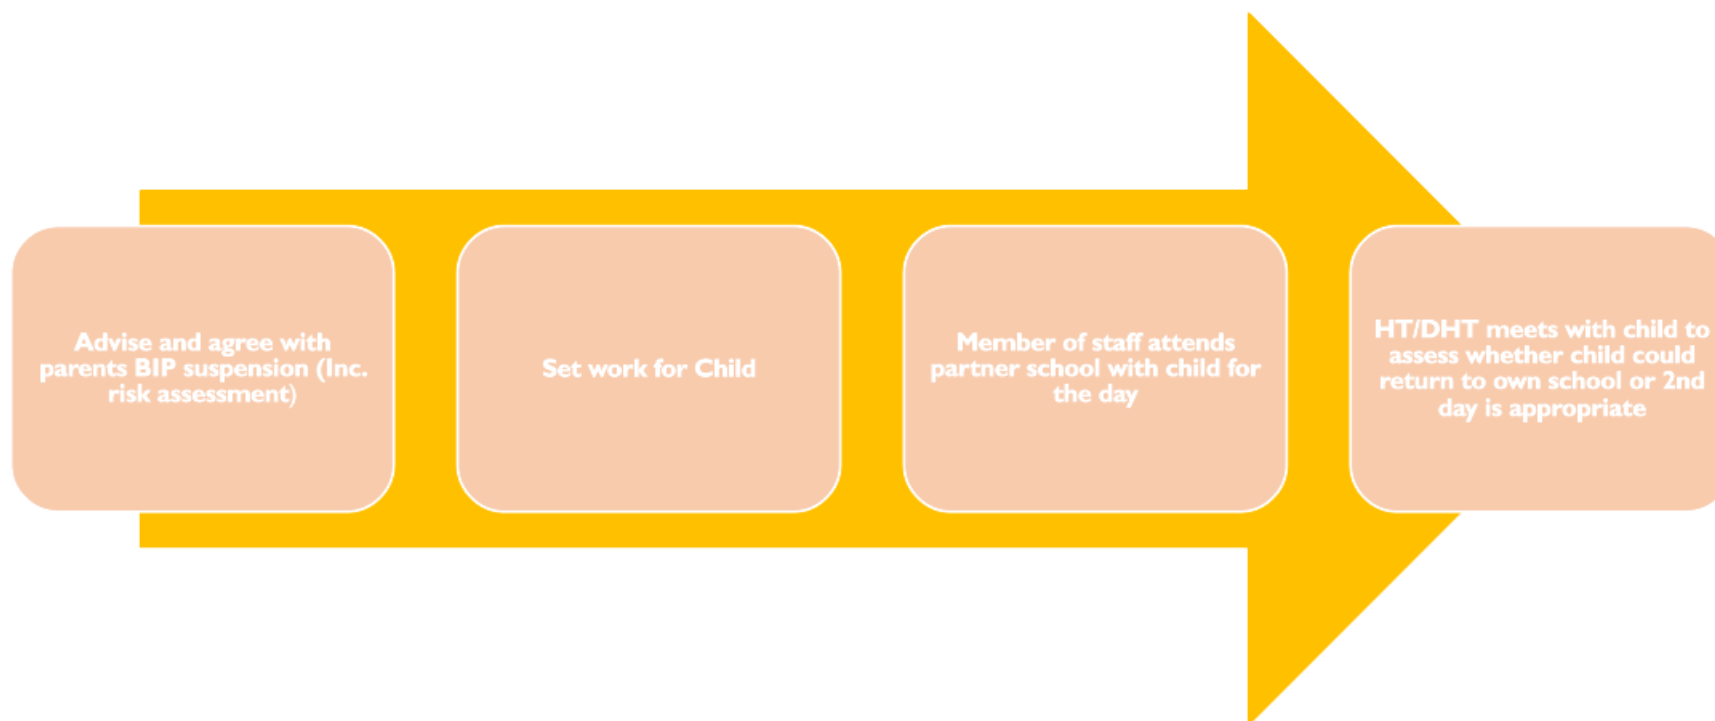 Advise and agree with
parents BIP suspension (Inc.
risk assessment)
Set work for Child
Member of staff attends
partner school with child for
the day
HT/DHT meets with child to
assess whether child could
return to own school or 2nd
day is appropriate